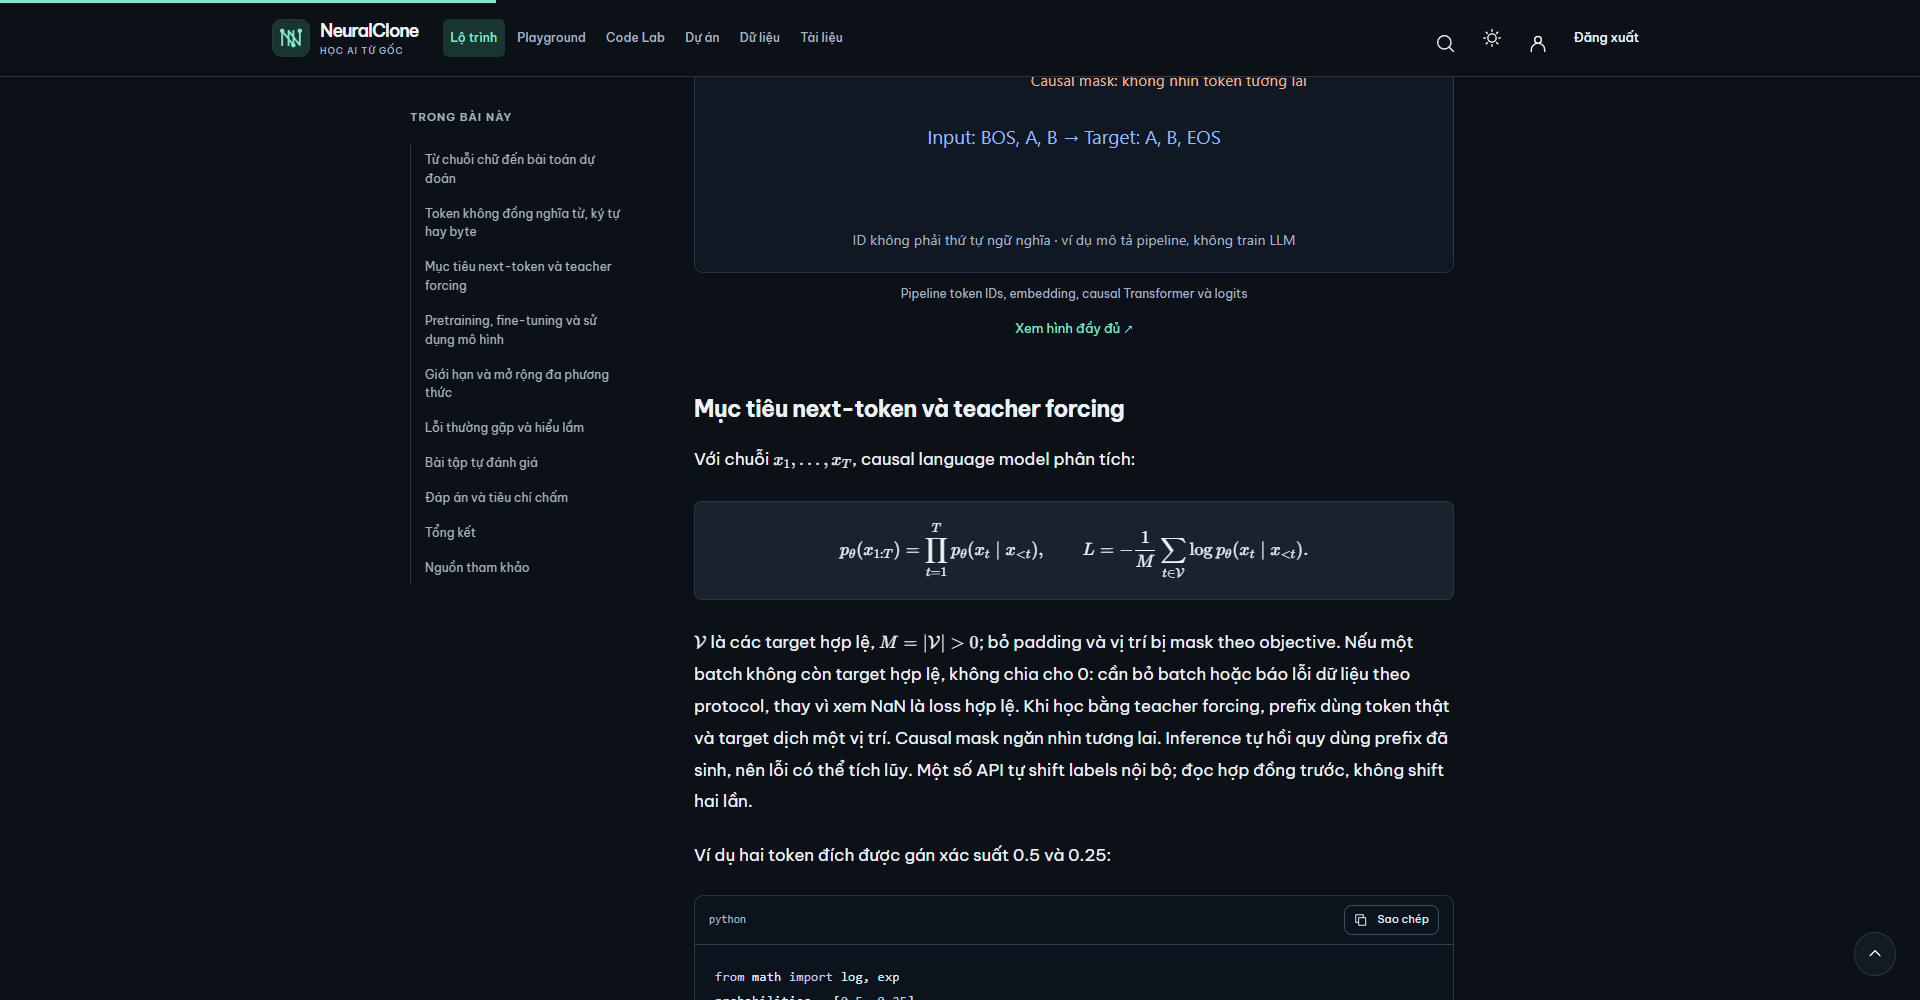 NeuralClone
HỌC AI TỪ GỐC
Lộ trình
Playground
Code Lab
Dự án
Dữ liệu
Tài liệu
Đăng xuất
TRONG BÀI NÀY
Từ chuỗi chữ đến bài toán dự
đoán
Token không đồng nghĩa từ, ký tự
hay byte
Mục tiêu next-token và teacher
forcing
Pretraining, fine-tuning và sử
dụng mô hình
Giới hạn và mở rộng đa phương
thức
Lỗi thường gặp và hiểu lầm
Bài tập tự đánh giá
Đáp án và tiêu chí chấm
Tổng kết
Nguồn tham khảo
Causal mask: không nhìn token tương lai
Input: BOS, A, B → Target: A, B, EOS
ID không phải thứ tự ngữ nghĩa · ví dụ mô tả pipeline, không train LLM
Pipeline token IDs, embedding, causal Transformer và logits
Xem hình đầy đủ ↗
Mục tiêu next-token và teacher forcing
Với chuỗi x₁, . . . , x_T, causal language model phân tích:
p_θ(x_{1:T}) = ∏_{t=1}^{T} p_θ(x_t | x_{<t}),   L = −\frac{1}{M} ∑_{t∈𝒱} log p_θ(x_t | x_{<t}).
𝒱 là các target hợp lệ, M = |𝒱| > 0; bỏ padding và vị trí bị mask theo objective. Nếu một
batch không còn target hợp lệ, không chia cho 0: cần bỏ batch hoặc báo lỗi dữ liệu theo
protocol, thay vì xem NaN là loss hợp lệ. Khi học bằng teacher forcing, prefix dùng token thật
và target dịch một vị trí. Causal mask ngăn nhìn tương lai. Inference tự hồi quy dùng prefix đã
sinh, nên lỗi có thể tích lũy. Một số API tự shift labels nội bộ; đọc hợp đồng trước, không shift
hai lần.
Ví dụ hai token đích được gán xác suất 0.5 và 0.25:
python
Sao chép
from math import log, exp
probabilities = [0.5, 0.25]